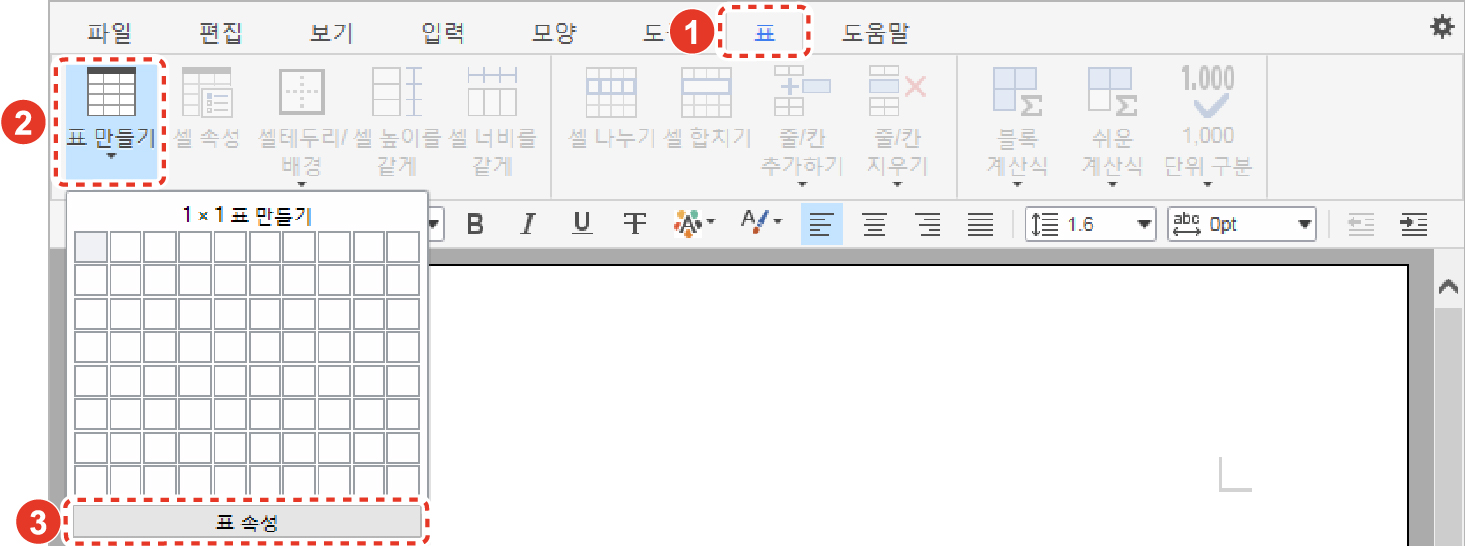 파일 편집 보기 입력 모양 도 1 표 도움말
2
표 만들기 셀 속성 셀테두리/배경 셀 높이를 같게 셀 너비를 같게 셀 나누기 셀 합치기 줄/칸 추가하기 줄/칸 지우기 블록 계산식 쉬운 계산식 1.000 1,000 단위 구분
1 × 1 표 만들기
B I U T A A 1.6 abc 0pt
3 표 속성